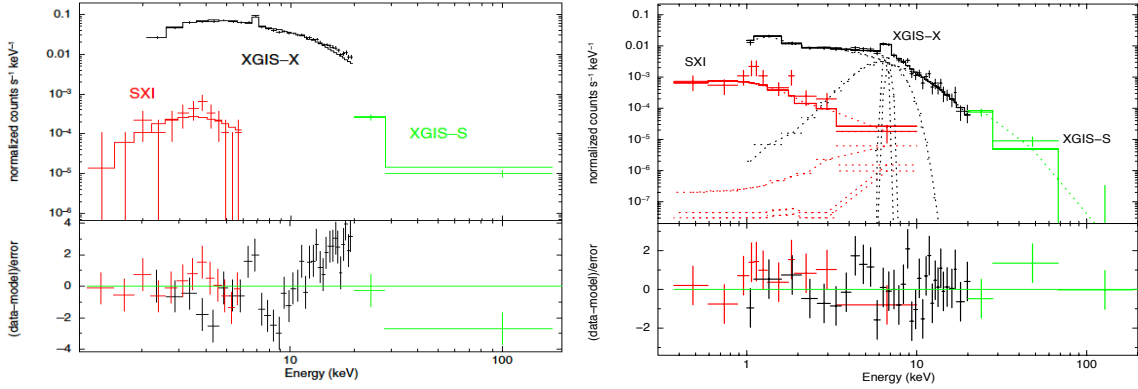 0.1
0.01
10⁻³
10⁻⁴
10⁻⁵
10⁻⁶
normalized counts s⁻¹ keV⁻¹
XGIS−X
SXI
XGIS−S
4
2
0
−2
−4
(data−model)/error
10
100
Energy (keV)
0.1
0.01
10⁻³
10⁻⁴
10⁻⁵
10⁻⁶
10⁻⁷
normalized counts s⁻¹ keV⁻¹
XGIS−X
SXI
XGIS−S
2
0
−2
(data−model)/error
1
10
100
Energy (keV)